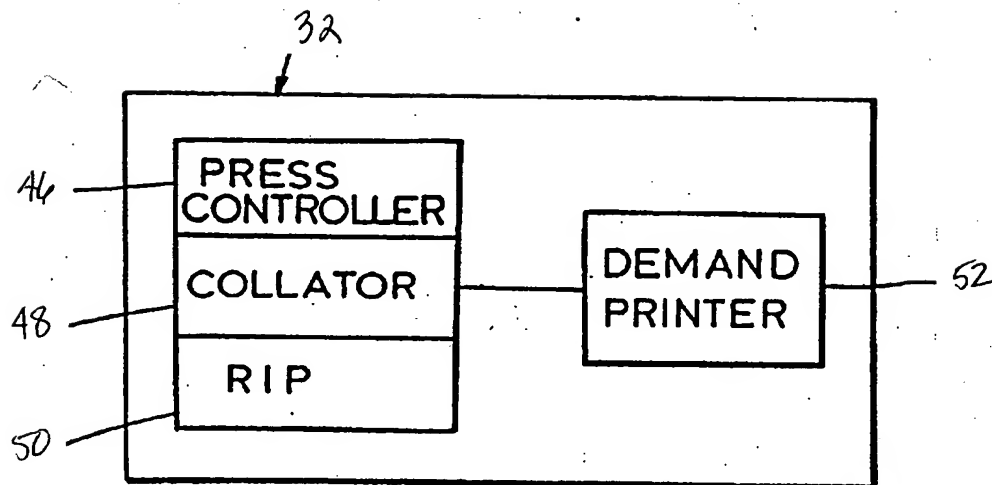 32
46
PRESS
CONTROLLER
COLLATOR
48
RIP
50
DEMAND
PRINTER
52